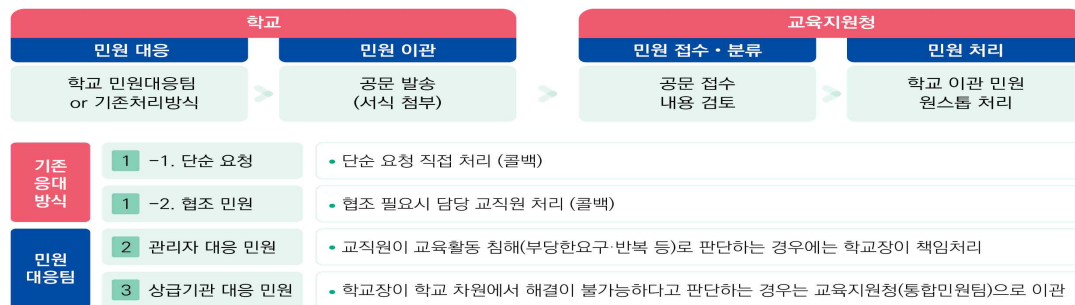 학교
교육지원청
민원 대응
민원 이관
민원 접수・분류
민원 처리
학교 민원대응팀
or 기존처리방식
공문 발송
(서식 첨부)
공문 접수
내용 검토
학교 이관 민원
원스톱 처리
기존
응대
방식
1 -1. 단순 요청
• 단순 요청 직접 처리 (콜백)
1 -2. 협조 민원
• 협조 필요시 담당 교직원 처리 (콜백)
민원
대응팀
2 관리자 대응 민원
• 교직원이 교육활동 침해(부당한요구·반복 등)로 판단하는 경우에는 학교장이 책임처리
3 상급기관 대응 민원
• 학교장이 학교 차원에서 해결이 불가능하다고 판단하는 경우는 교육지원청(통합민원팀)으로 이관